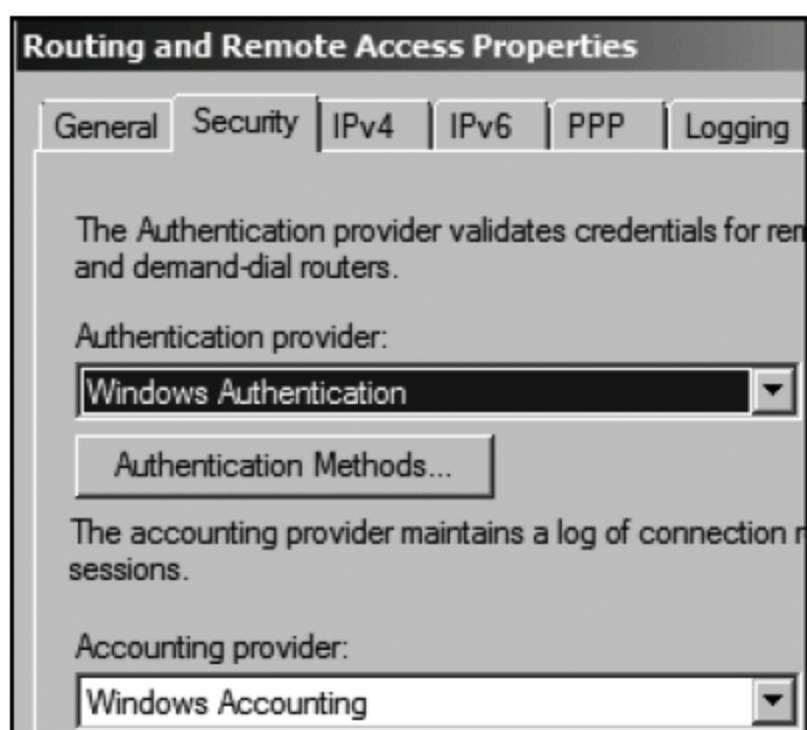 Routing and Remote Access Properties
General Security IPv4 IPv6 PPP Logging
The Authentication provider validates credentials for
and demand-dial routers.
Authentication provider:
Windows Authentication
Authentication Methods...
The accounting provider maintains a log of connection
sessions.
Accounting provider:
Windows Accounting